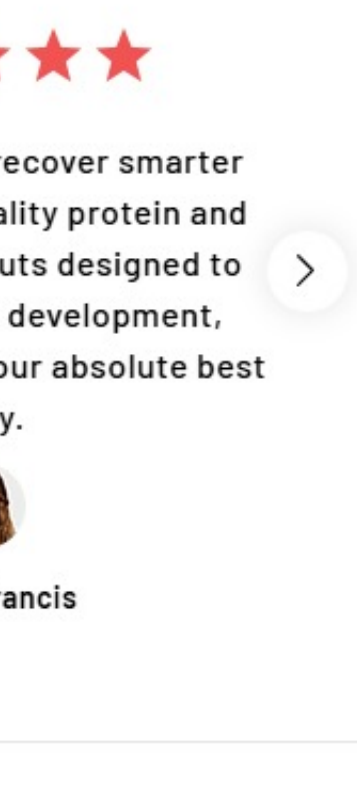 recover smarter
ality protein and
uts designed to
development,
our absolute best
y.
rancis